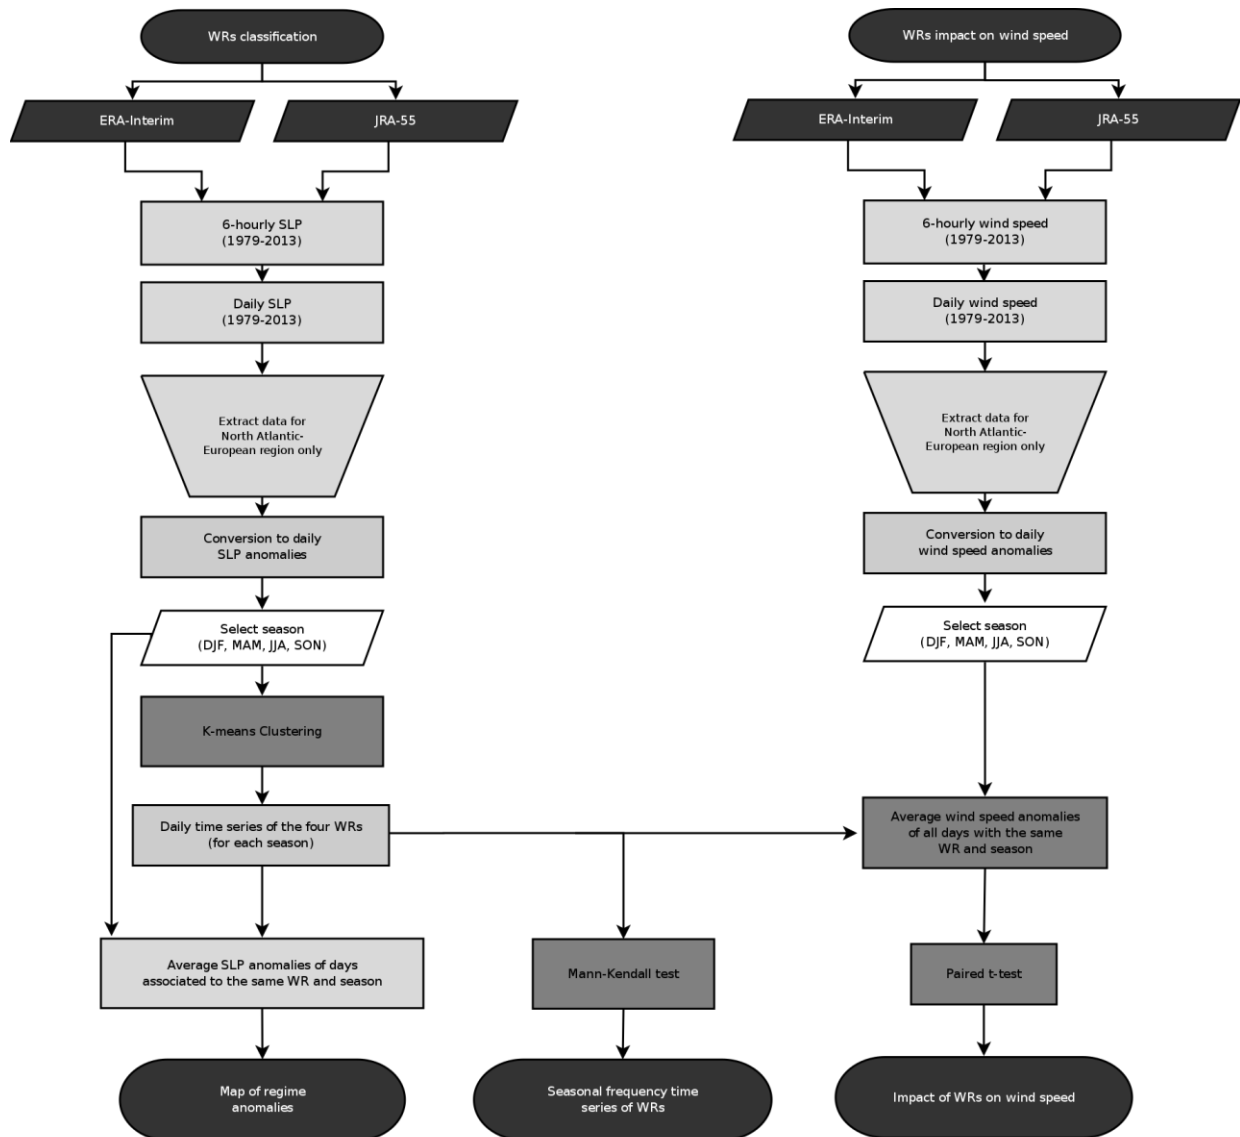 WRs classification
ERA-Interim
JRA-55
6-hourly SLP
(1979-2013)
Daily SLP
(1979-2013)
Extract data for
North Atlantic-
European region only
Conversion to daily
SLP anomalies
Select season
(DJF, MAM, JJA, SON)
K-means Clustering
Daily time series of the four WRs
(for each season)
Average SLP anomalies of days
associated to the same WR and season
Map of regime
anomalies
Mann-Kendall test
Seasonal frequency time
series of WRs
WRs impact on wind speed
ERA-Interim
JRA-55
6-hourly wind speed
(1979-2013)
Daily wind speed
(1979-2013)
Extract data for
North Atlantic-
European region only
Conversion to daily
wind speed anomalies
Select season
(DJF, MAM, JJA, SON)
Average wind speed anomalies
of all days with the same
WR and season
Paired t-test
Impact of WRs on wind speed